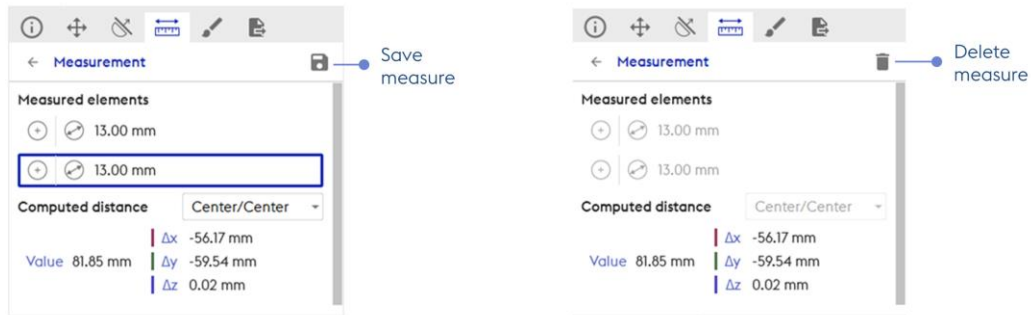 Measurement
Save
measure
Measured elements
13.00 mm
13.00 mm
Computed distance Center/Center
Δx -56.17 mm
Value 81.85 mm Δy -59.54 mm
Δz 0.02 mm
Measurement
Delete
measure
Measured elements
13.00 mm
13.00 mm
Computed distance Center/Center
Δx -56.17 mm
Value 81.85 mm Δy -59.54 mm
Δz 0.02 mm